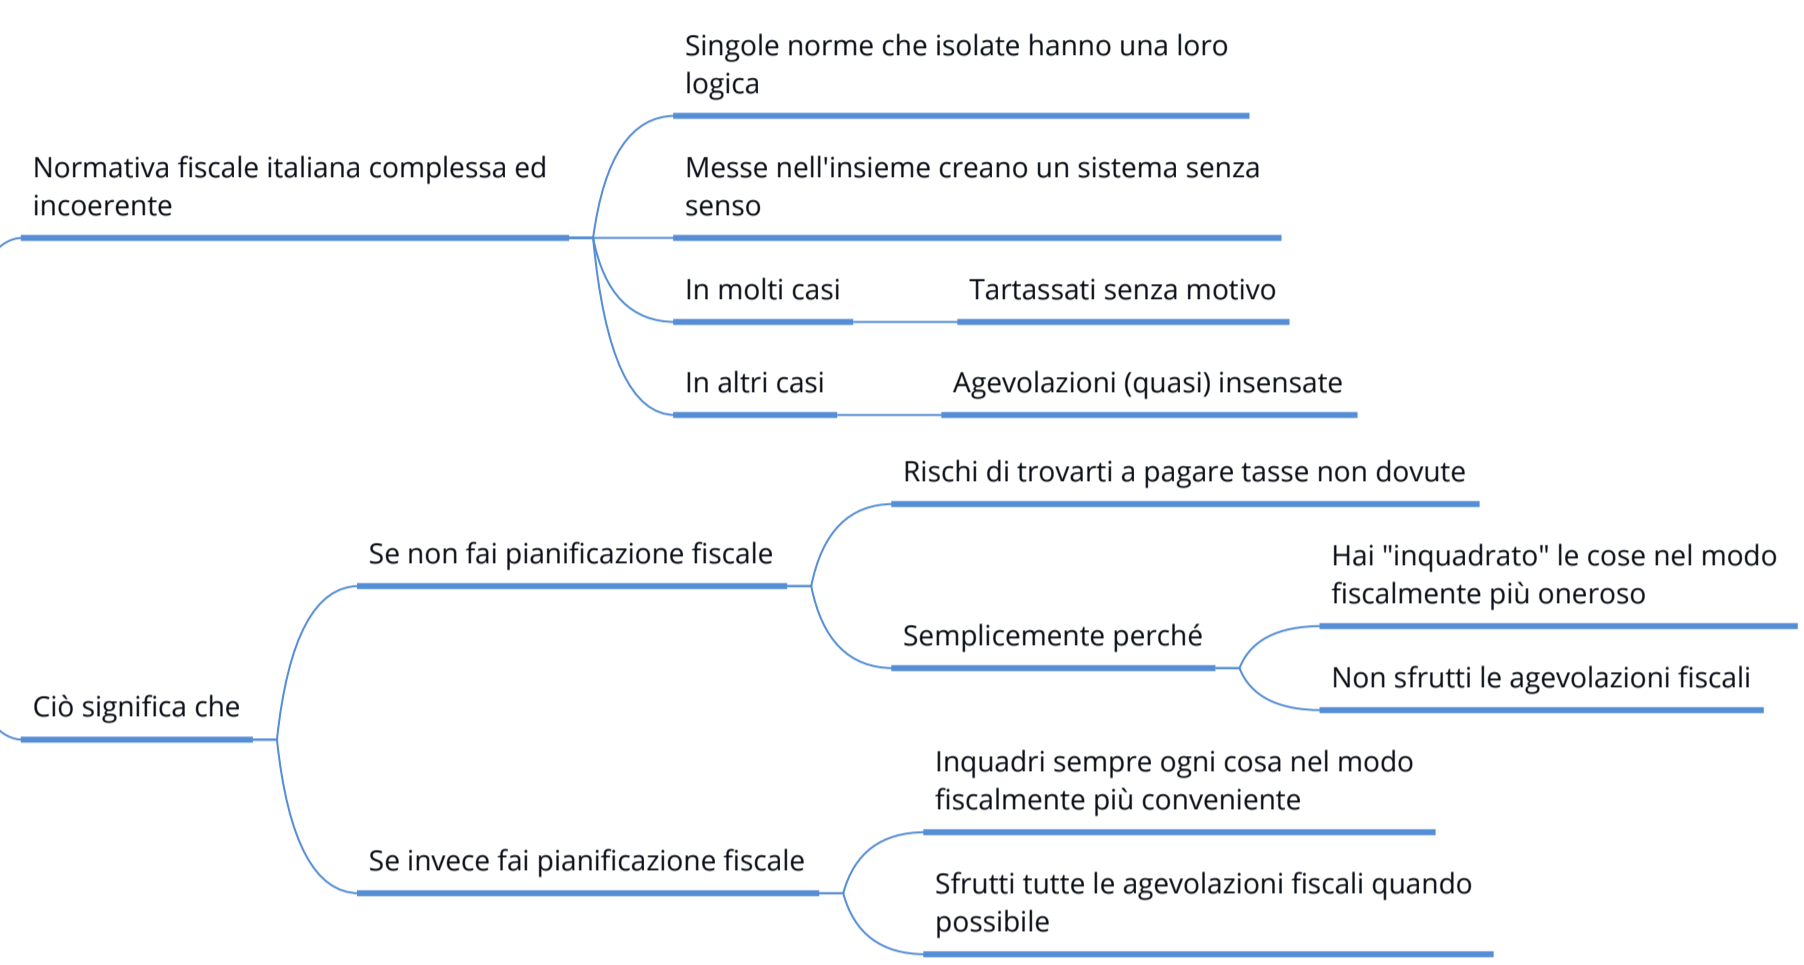 Singole norme che isolate hanno una loro
logica
Normativa fiscale italiana complessa ed
incoerente
Messe nell'insieme creano un sistema senza
senso
In molti casi
Tartassati senza motivo
In altri casi
Agevolazioni (quasi) insensate
Ciò significa che
Se non fai pianificazione fiscale
Rischi di trovarti a pagare tasse non dovute
Semplicemente perché
Hai "inquadrato" le cose nel modo
fiscalmente più oneroso
Non sfrutti le agevolazioni fiscali
Se invece fai pianificazione fiscale
Inquadri sempre ogni cosa nel modo
fiscalmente più conveniente
Sfrutti tutte le agevolazioni fiscali quando
possibile